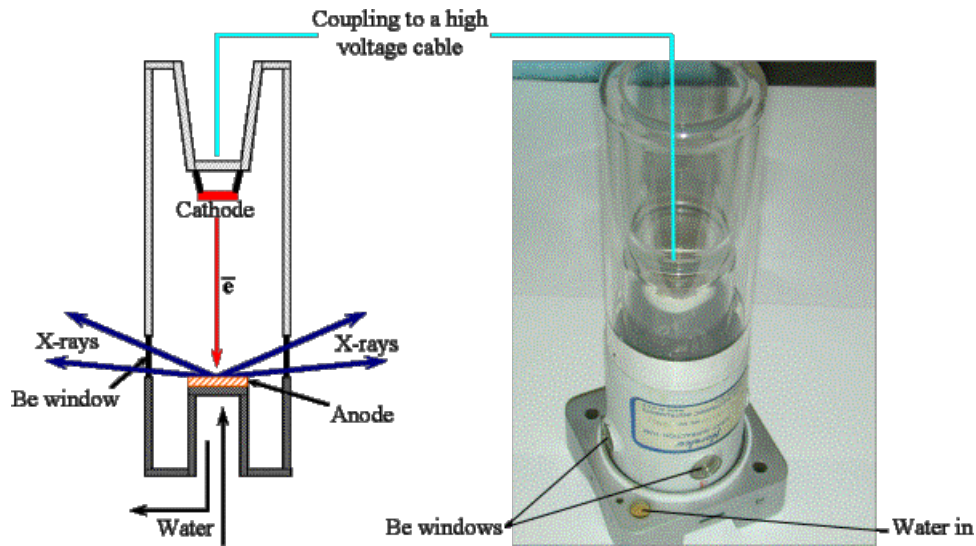 Coupling to a high
voltage cable
Cathode
e
X-rays
X-rays
Be window
Anode
Water
Be windows
Water in